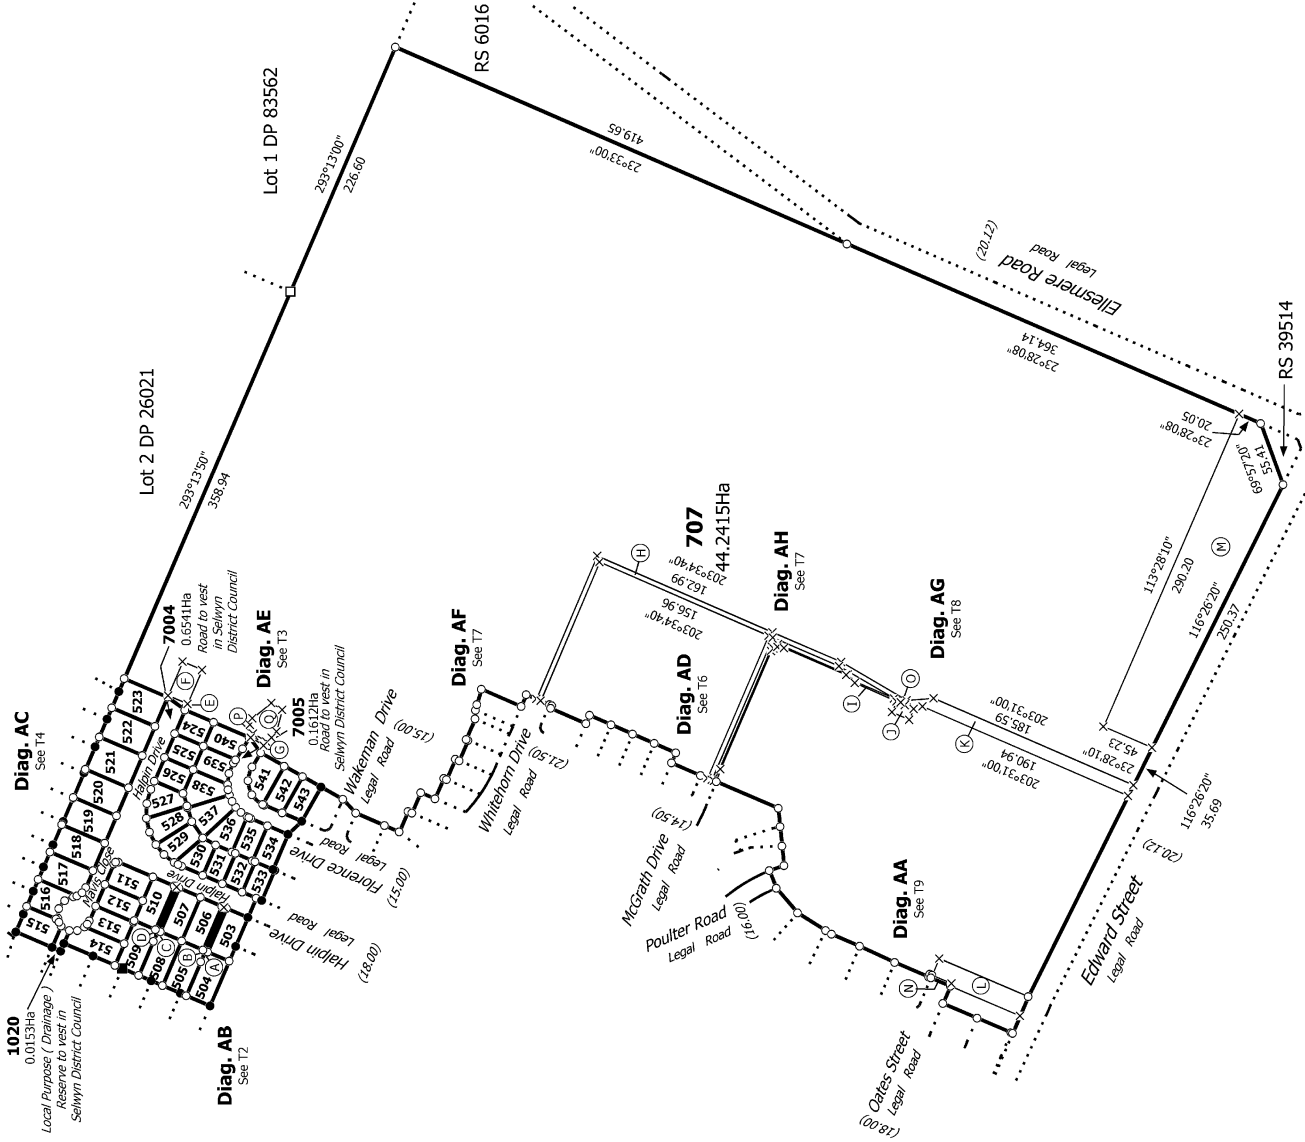 RS 6016
Lot 1 DP 83562
293°13'00"
226.60
419.65
23°33'00"
(20.12)
Ellesmere Road
Legal Road
Lot 2 DP 26021
293°13'50"
358.94
364.14
23°28'08"
RS 39514
20.05
23°28'08"
69°57'20"
55.41
113°28'10"
290.20
M
116°26'20"
250.37
707
44.2415Ha
H
203°34'40"
162.99
156.96
203°34'40"
Diag. AH
See T7
Diag. AG
See T8
Diag. AD
See T6
Diag. AF
See T7
7004
0.6541Ha
Road to vest
in Selwyn
District Council
Diag. AE
See T3
7005
0.1612Ha
Road to vest in
Selwyn District Council
Diag. AC
See T4
F
E
P
Q
G
I
J
O
K
185.59
203°31'00"
190.94
203°31'00"
45.23
23°28'10"
116°26'20"
35.69
(20.12)
Edward Street
Legal Road
Wakeman Drive
Legal Road
(15.00)
Whitehorn Drive
Legal Road
(21.50)
McGrath Drive
Legal Road
(14.50)
Poulter Road
Legal Road
(16.00)
Diag. AA
See T9
N
L
Oates Street
Legal Road
(18.00)
Florence Drive
Legal Road
(15.00)
Halpin Drive
Legal Road
(18.00)
Halpin Drive
Halpin Drive
Mavis Close
523
522
521
520
519
518
517
516
515
514
513
512
511
510
509
508
507
506
505
504
503
524
525
526
527
528
529
530
531
532
533
534
535
536
537
538
539
540
541
542
543
A
B
C
D
1020
0.0153Ha
Local Purpose ( Drainage )
Reserve to vest in
Selwyn District Council
Diag. AB
See T2